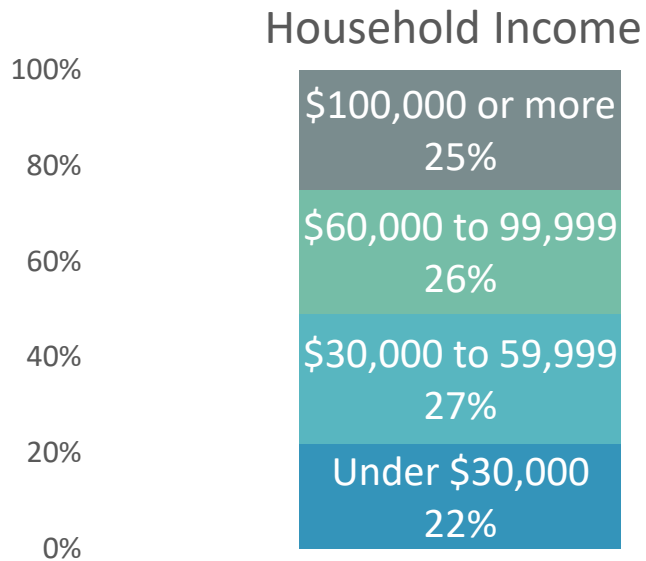 Household Income
100%
80%
60%
40%
20%
0%
$100,000 or more
25%
$60,000 to 99,999
26%
$30,000 to 59,999
27%
Under $30,000
22%